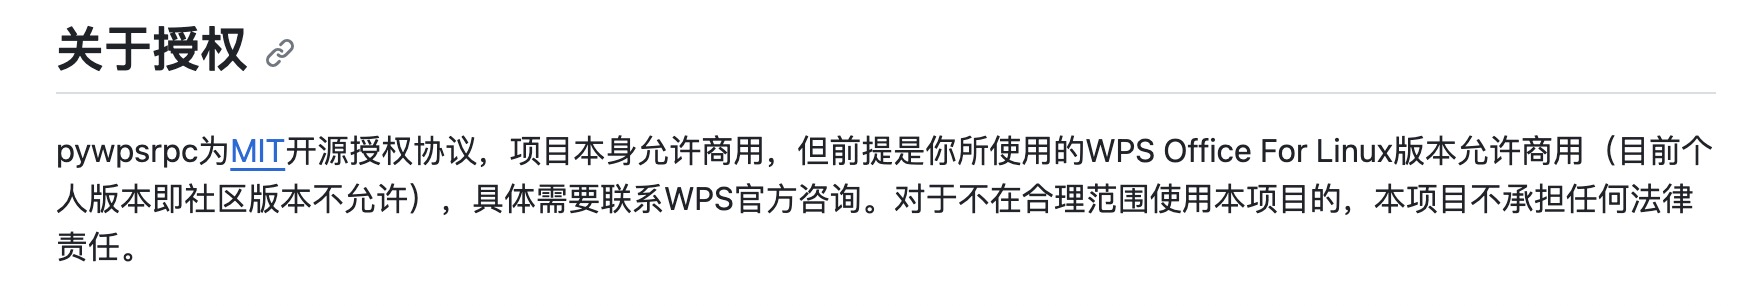 关于授权
pywpsrpc为MIT开源授权协议，项目本身允许商用，但前提是你所使用的WPS Office For Linux版本允许商用（目前个
人版本即社区版本不允许），具体需要联系WPS官方咨询。对于不在合理范围使用本项目的，本项目不承担任何法律
责任。